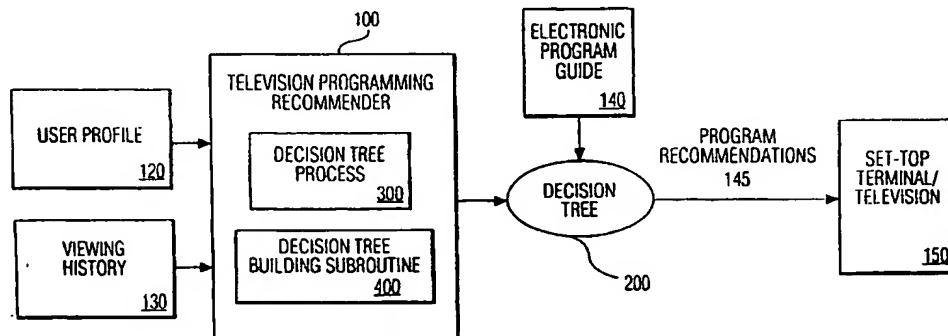 100
TELEVISION PROGRAMMING
RECOMMENDER
USER PROFILE
120
VIEWING
HISTORY
130
DECISION TREE
PROCESS
300
DECISION TREE
BUILDING SUBROUTINE
400
ELECTRONIC
PROGRAM
GUIDE
140
DECISION
TREE
200
PROGRAM
RECOMMENDATIONS
145
SET-TOP
TERMINAL/
TELEVISION
150